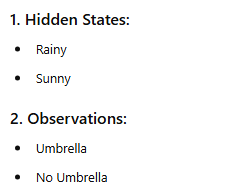 1. Hidden States:
• Rainy
• Sunny
2. Observations:
• Umbrella
• No Umbrella